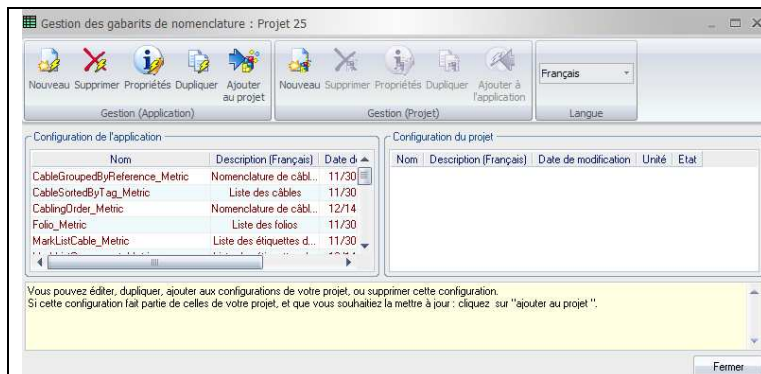 Gestion des gabarits de nomenclature : Projet 25
Nouveau Supprimer Propriétés Dupliquer Ajouter au projet
Gestion (Application)
Nouveau Supprimer Propriétés Dupliquer Ajouter à l'application
Gestion (Projet)
Français
Langue
Configuration de l'application
Nom Description (Français) Date d
CableGroupedByReference_Metric Nomenclature de câbl... 11/30
CableSortedByTag_Metric Liste des câbles 11/30
CablingOrder_Metric Nomenclature de câbl... 12/14
Folio_Metric Liste des folios 11/30
MarkListCable_Metric Liste des étiquettes d... 11/30
Configuration du projet
Nom Description (Français) Date de modification Unité Etat
Vous pouvez éditer, dupliquer, ajouter aux configurations de votre projet, ou supprimer cette configuration.
Si cette configuration fait partie de celles de votre projet, et que vous souhaitiez la mettre à jour : cliquez sur "ajouter au projet ".
Fermer